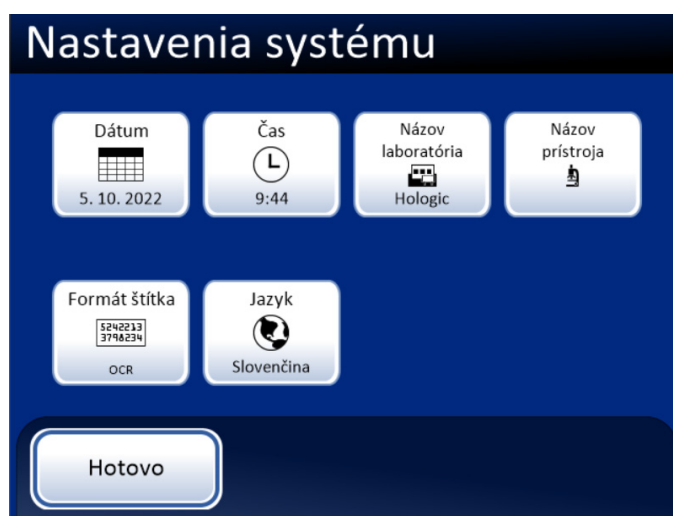 Nastavenia systému
Dátum
5. 10. 2022
Čas
9:44
Názov
laboratória
Hologic
Názov
prístroja
Formát štítka
5242213
3798234
OCR
Jazyk
Slovenčina
Hotovo